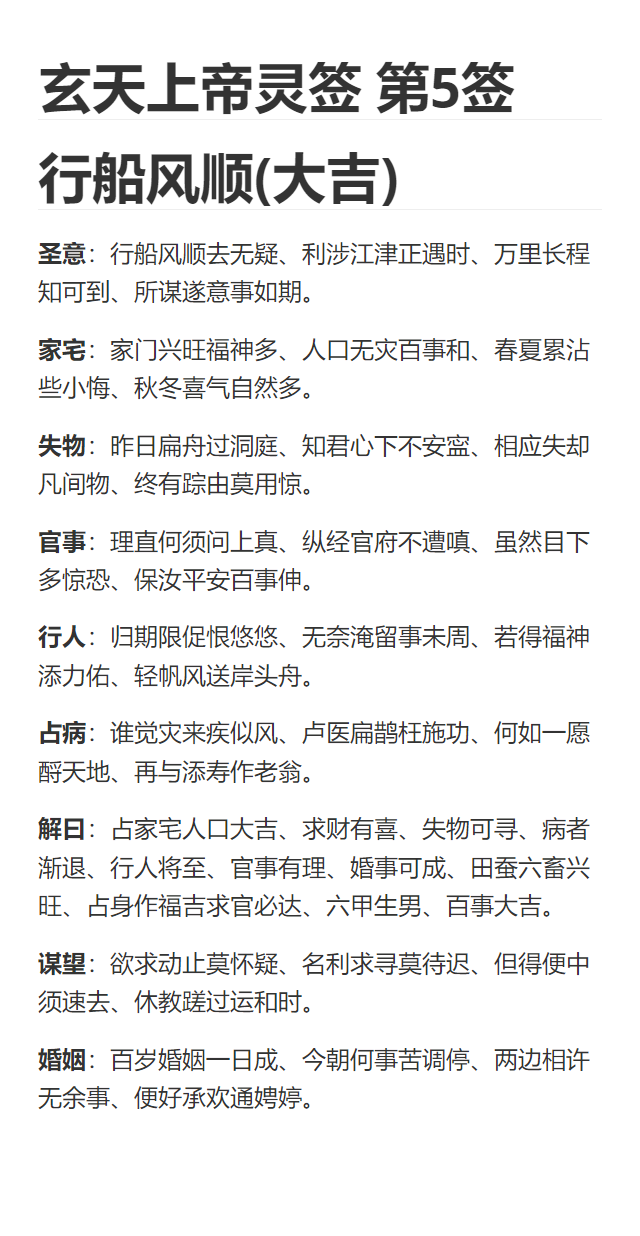 玄天上帝灵签 第5签
行船风顺(大吉)
圣意：行船风顺去无疑、利涉江津正遇时、万里长程
知可到、所谋遂意事如期。
家宅：家门兴旺福神多、人口无灾百事和、春夏累沾
些小悔、秋冬喜气自然多。
失物：昨日扁舟过洞庭、知君心下不安寍、相应失却
凡间物、终有踪由莫用惊。
官事：理直何须问上真、纵经官府不遭嗔、虽然目下
多惊恐、保汝平安百事伸。
行人：归期限促恨悠悠、无奈淹留事未周、若得福神
添力佑、轻帆风送岸头舟。
占病：谁觉灾来疾似风、卢医扁鹊枉施功、何如一愿
酹天地、再与添寿作老翁。
解曰：占家宅人口大吉、求财有喜、失物可寻、病者
渐退、行人将至、官事有理、婚事可成、田蚕六畜兴
旺、占身作福吉求官必达、六甲生男、百事大吉。
谋望：欲求动止莫怀疑、名利求寻莫待迟、但得便中
须速去、休教蹉过运和时。
婚姻：百岁婚姻一日成、今朝何事苦调停、两边相许
无余事、便好承欢通娉婷。